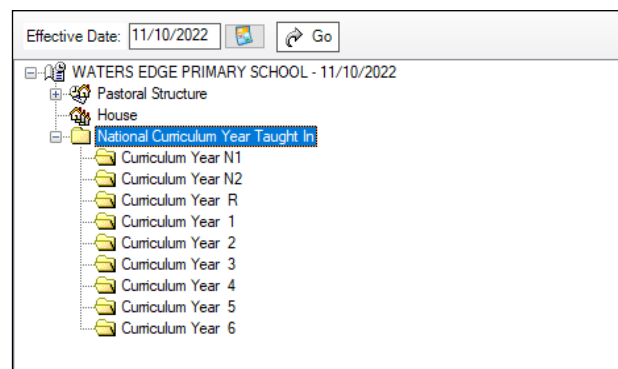 Effective Date: 11/10/2022 Go
WATERS EDGE PRIMARY SCHOOL - 11/10/2022
Pastoral Structure
House
National Curriculum Year Taught In
Curriculum Year N1
Curriculum Year N2
Curriculum Year R
Curriculum Year 1
Curriculum Year 2
Curriculum Year 3
Curriculum Year 4
Curriculum Year 5
Curriculum Year 6